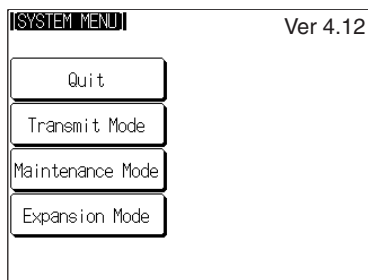 [SYSTEM MENU]
Ver 4.12
Quit
Transmit Mode
Maintenance Mode
Expansion Mode